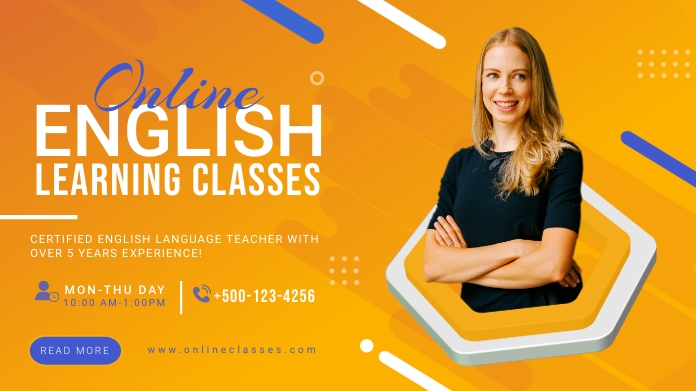 Online
ENGLISH
LEARNING CLASSES
CERTIFIED ENGLISH LANGUAGE TEACHER WITH
OVER 5 YEARS EXPERIENCE!
MON-THU DAY
10:00 AM-1:00PM
+500-123-4256
READ MORE
www.onlineclasses.com